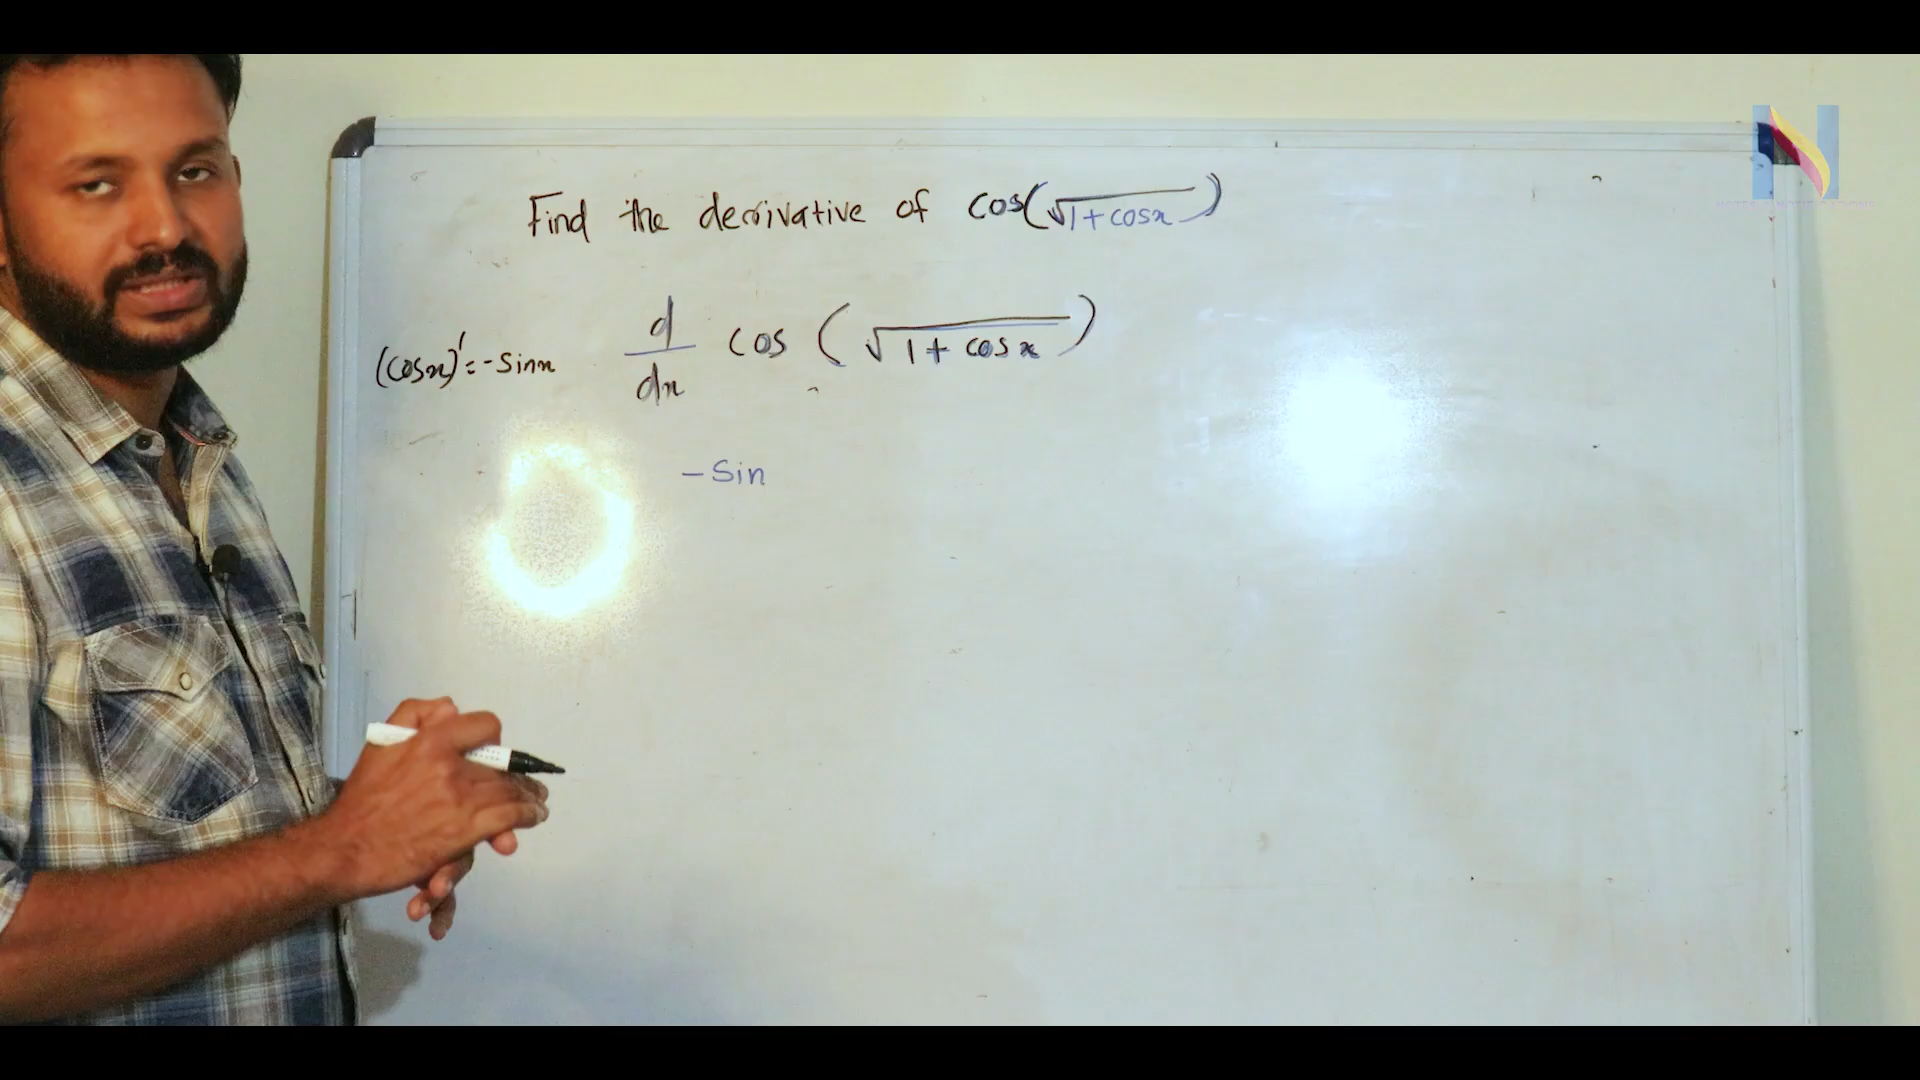 Find the derivative of cos(√1+cosx)
(cosx)'=-sinx d/dx cos (√1+cosx)
-Sin